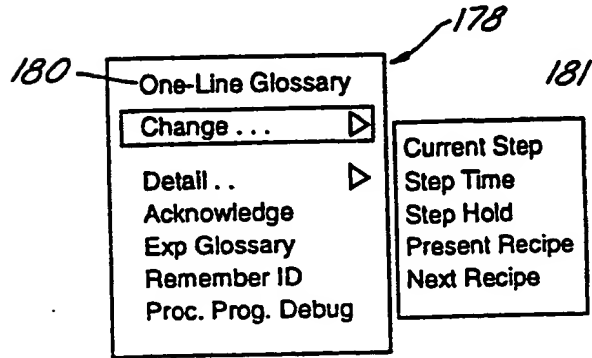 178
180
181
One-Line Glossary
Change . . .
Detail . .
Acknowledge
Exp Glossary
Remember ID
Proc. Prog. Debug
Current Step
Step Time
Step Hold
Present Recipe
Next Recipe